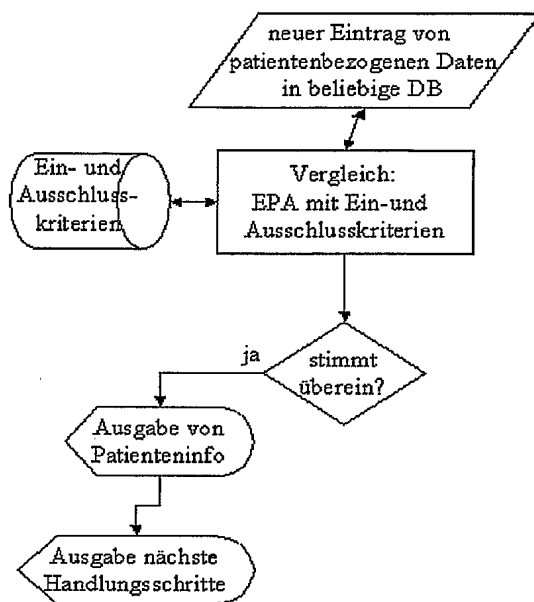 neuer Eintrag von
patientenbezogenen Daten
in beliebige DB
Ein- und
Ausschluss-
kriterien
Vergleich:
EPA mit Ein-und
Ausschlusskriterien
ja
stimmt
überein?
Ausgabe von
Patienteninfo
Ausgabe nächste
Handlungsschritte